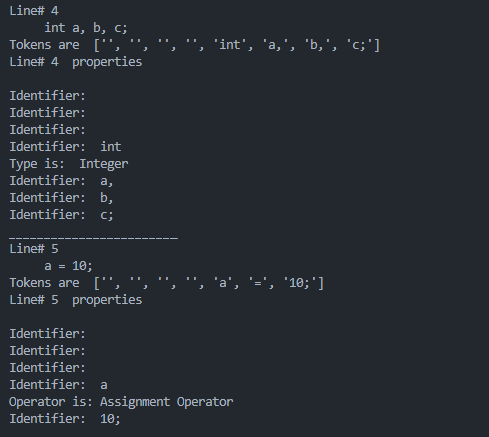 Line# 4
    int a, b, c;
Tokens are  ['', '', '', '', 'int', 'a,', 'b,', 'c;']
Line# 4  properties

Identifier:
Identifier:
Identifier:
Identifier:  int
Type is:  Integer
Identifier:  a,
Identifier:  b,
Identifier:  c;
_________________________
Line# 5
    a = 10;
Tokens are  ['', '', '', '', 'a', '=', '10;']
Line# 5  properties

Identifier:
Identifier:
Identifier:
Identifier:  a
Operator is: Assignment Operator
Identifier:  10;